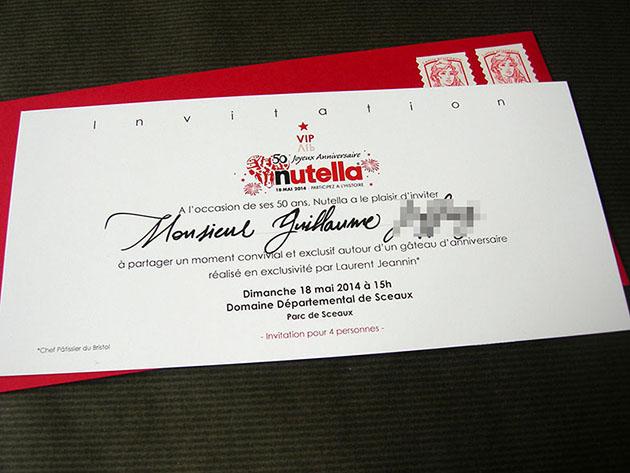 Invitation
VIP
50 Joyeux Anniversaire
nutella
18 MAI 2014 PARTICIPEZ A L'HISTOIRE
A l'occasion de ses 50 ans, Nutella a le plaisir d'inviter
Monsieur Guillaume
à partager un moment convivial et exclusif autour d'un gâteau d'anniversaire
réalisé en exclusivité par Laurent Jeannin*
Dimanche 18 mai 2014 à 15h
Domaine Départemental de Sceaux
Parc de Sceaux
- Invitation pour 4 personnes -
*Chef Pâtissier du Bristol